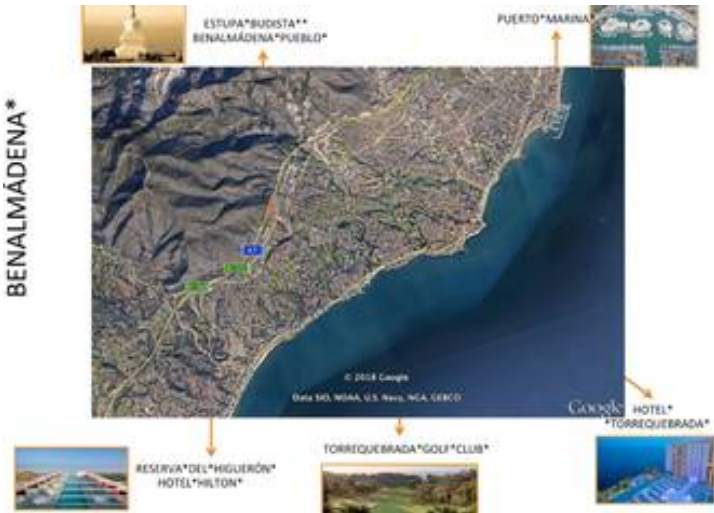 ESTUPA*BUDISTA**
BENALMÁDENA*PUEBLO*
PUERTO*MARINA*
BENALMÁDENA*
© 2018 Google
Data SIO, NOAA, U.S. Navy, NGA, GEBCO
Google
HOTEL*
*TORREQUEBRADA*
RESERVA*DEL*HIGUERÓN*
HOTEL*HILTON*
TORREQUEBRADA*GOLF*CLUB*